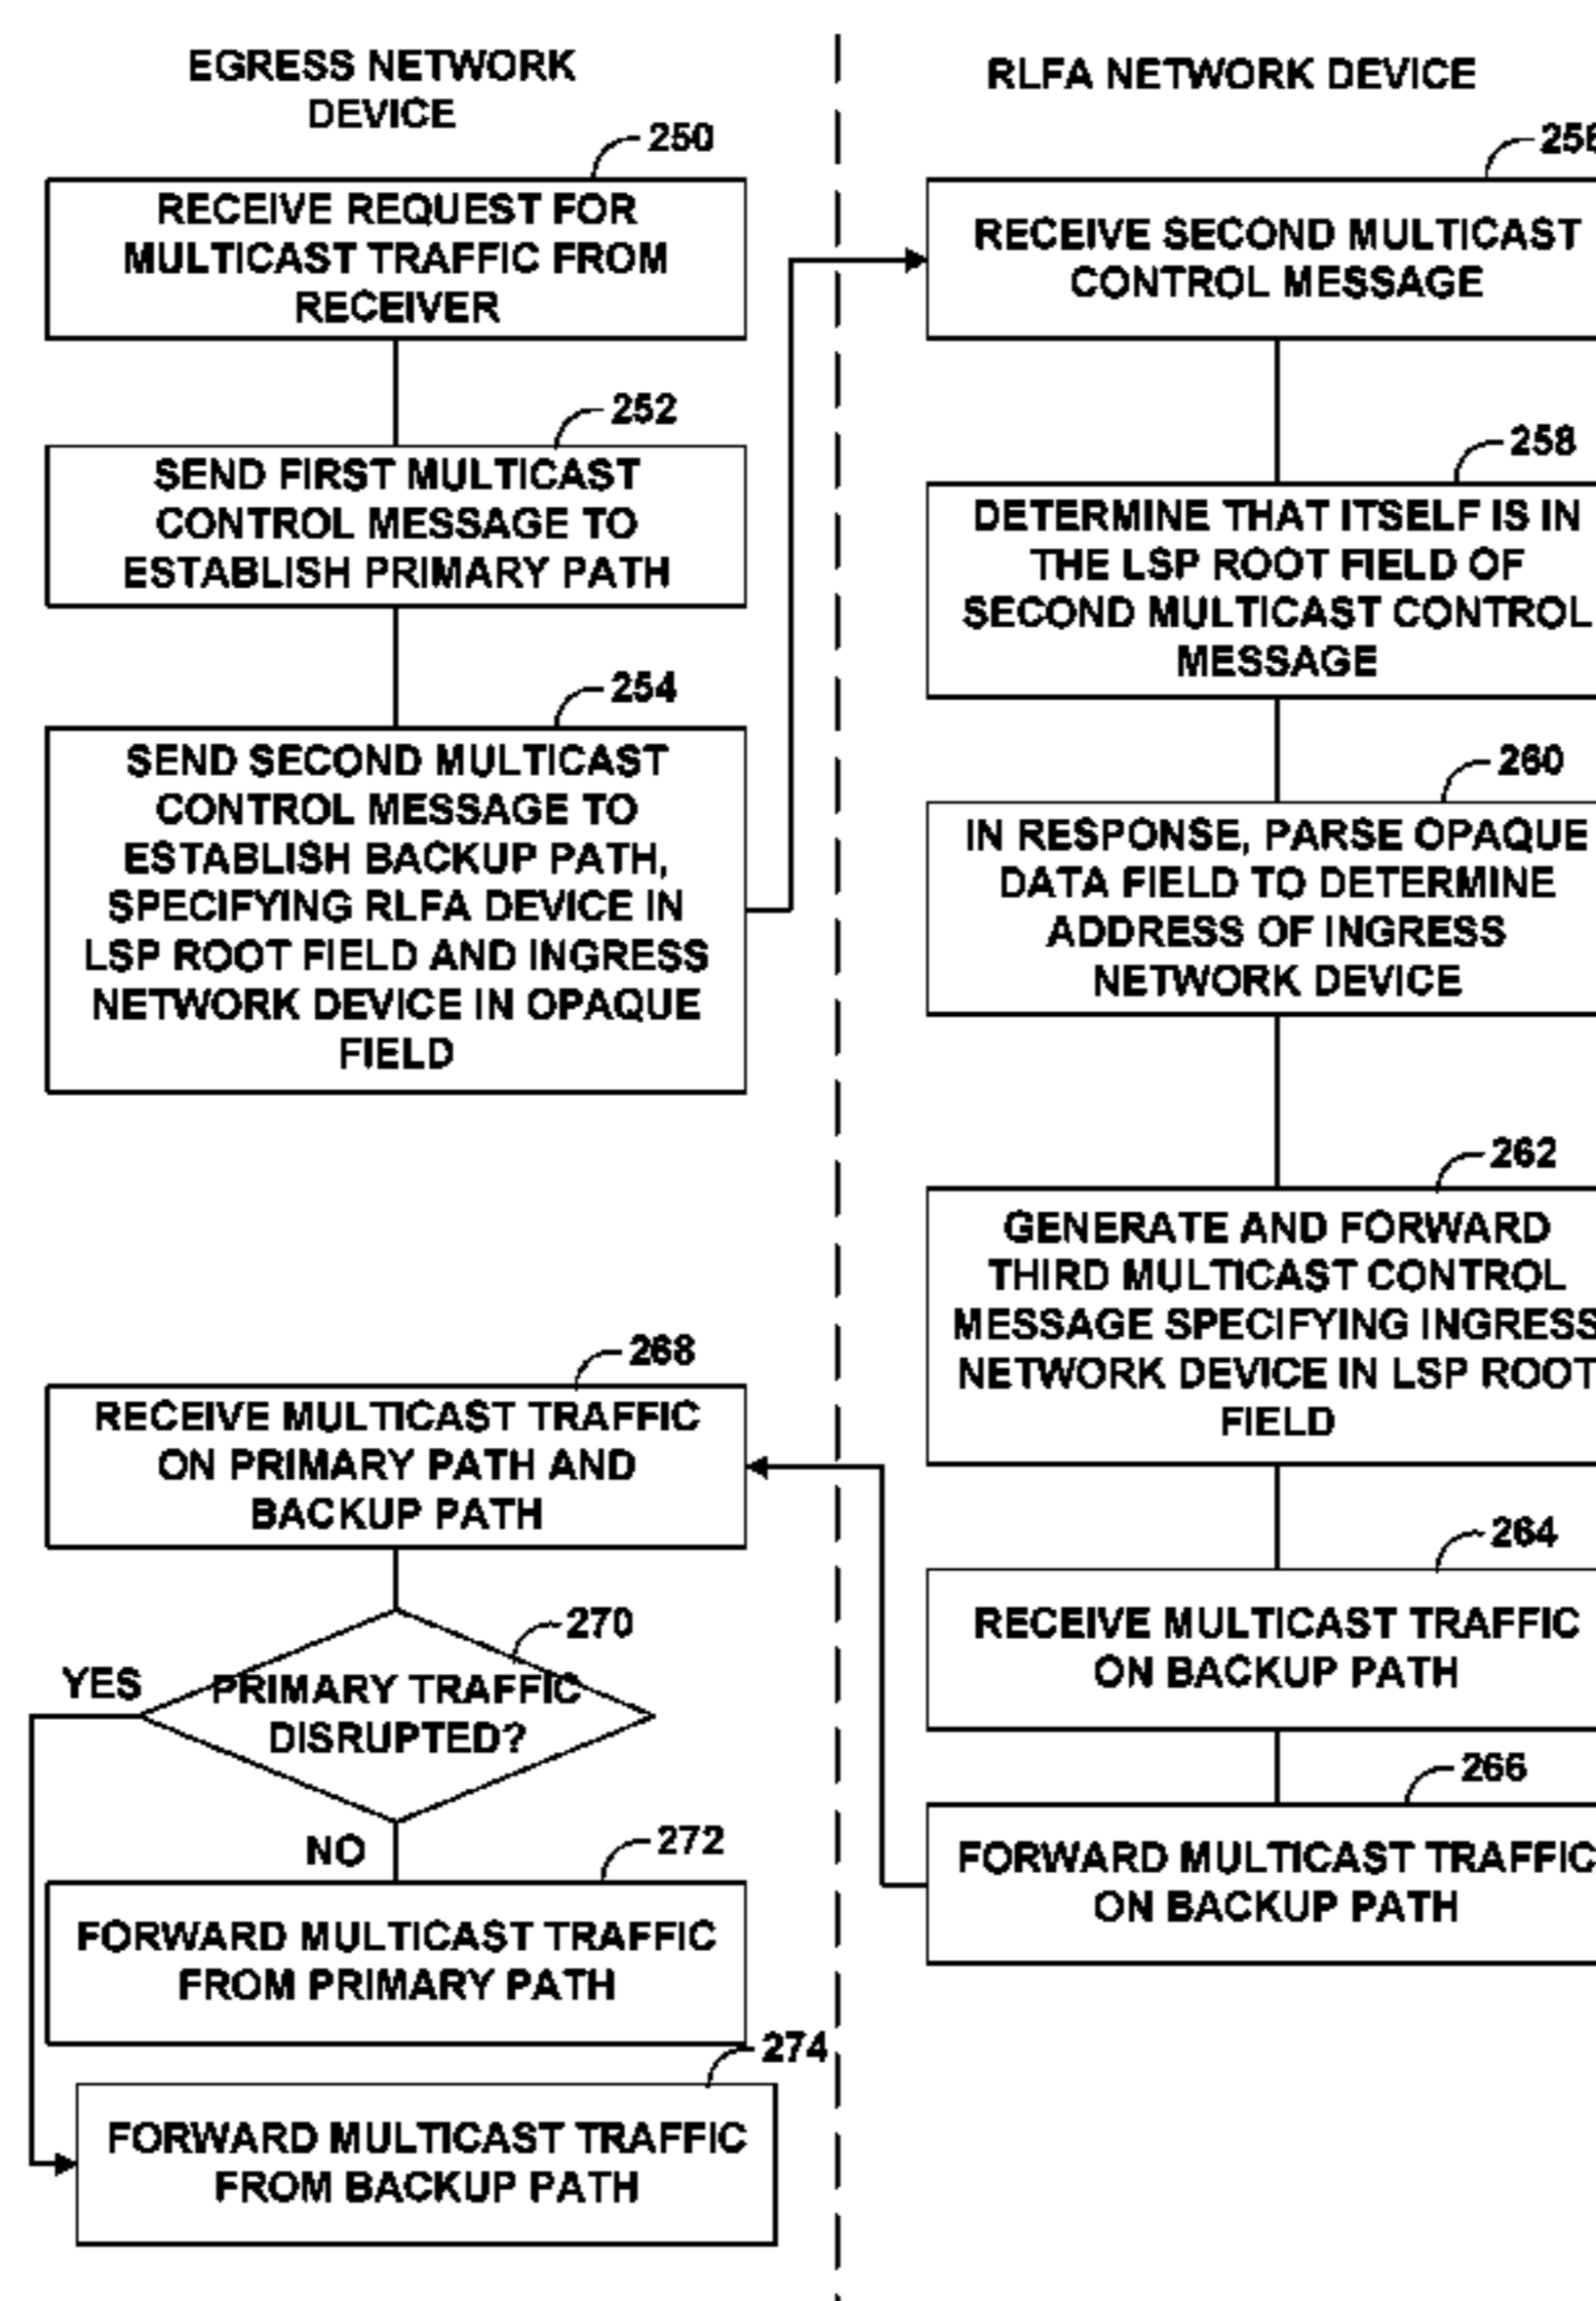 EGRESS NETWORK
DEVICE
250
RECEIVE REQUEST FOR
MULTICAST TRAFFIC FROM
RECEIVER
252
SEND FIRST MULTICAST
CONTROL MESSAGE TO
ESTABLISH PRIMARY PATH
254
SEND SECOND MULTICAST
CONTROL MESSAGE TO
ESTABLISH BACKUP PATH,
SPECIFYING RLFA DEVICE IN
LSP ROOT FIELD AND INGRESS
NETWORK DEVICE IN OPAQUE
FIELD
268
RECEIVE MULTICAST TRAFFIC
ON PRIMARY PATH AND
BACKUP PATH
270
YES
PRIMARY TRAFFIC
DISRUPTED?
NO
272
FORWARD MULTICAST TRAFFIC
FROM PRIMARY PATH
274
FORWARD MULTICAST TRAFFIC
FROM BACKUP PATH
RLFA NETWORK DEVICE
256
RECEIVE SECOND MULTICAST
CONTROL MESSAGE
258
DETERMINE THAT ITSELF IS IN
THE LSP ROOT FIELD OF
SECOND MULTICAST CONTROL
MESSAGE
260
IN RESPONSE, PARSE OPAQUE
DATA FIELD TO DETERMINE
ADDRESS OF INGRESS
NETWORK DEVICE
262
GENERATE AND FORWARD
THIRD MULTICAST CONTROL
MESSAGE SPECIFYING INGRESS
NETWORK DEVICE IN LSP ROOT
FIELD
264
RECEIVE MULTICAST TRAFFIC
ON BACKUP PATH
266
FORWARD MULTICAST TRAFFIC
ON BACKUP PATH